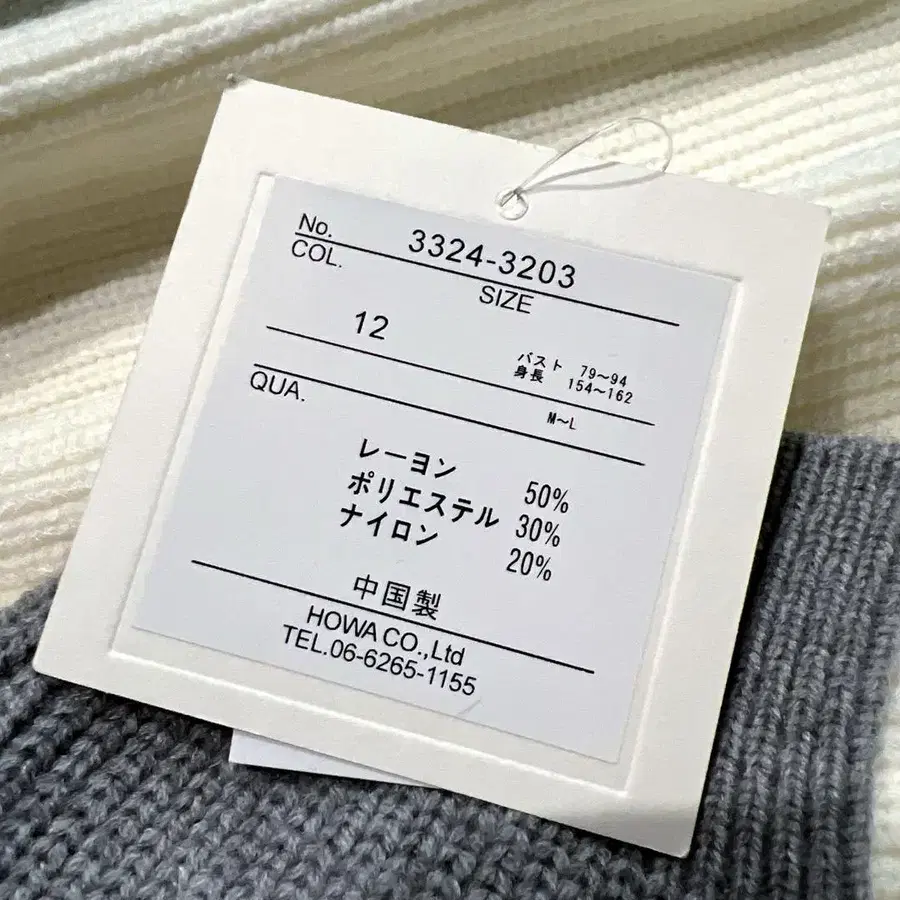 No. 3324-3203
COL. SIZE
12
バスト 79～94
身長 154～162
M～L
QUA.
レーヨン 50%
ポリエステル 30%
ナイロン 20%
中国製
HOWA CO.,Ltd
TEL.06-6265-1155